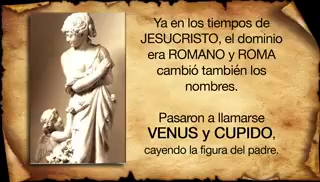 Ya en los tiempos de
JESUCRISTO, el dominio
era ROMANO y ROMA
cambió también los
nombres.
Pasaron a llamarse
VENUS y CUPIDO,
cayendo la figura del padre.